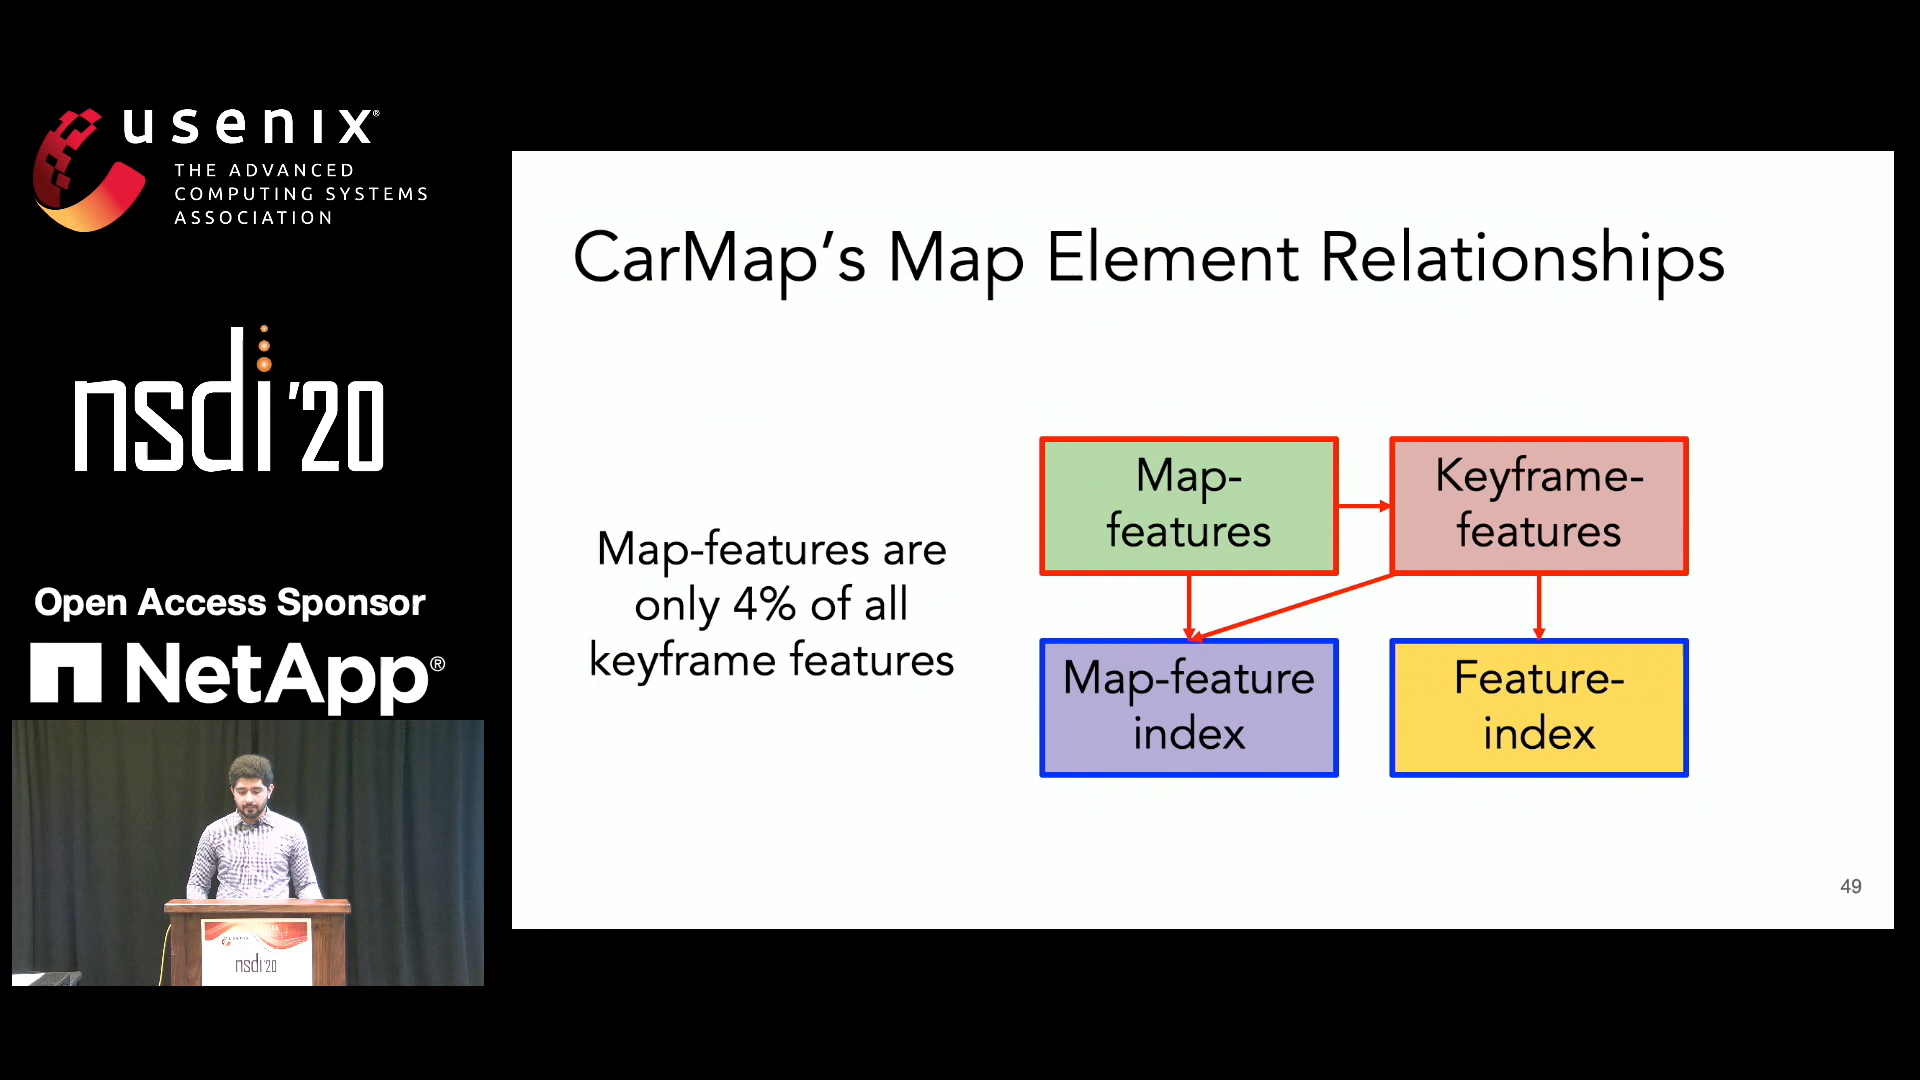 usenix®
THE ADVANCED
COMPUTING SYSTEMS
ASSOCIATION
nsdi '20
Open Access Sponsor
NetApp®
usenix
nsdi '20
CarMap's Map Element Relationships
Map-features are
only 4% of all
keyframe features
Map-
features
Keyframe-
features
Map-feature
index
Feature-
index
49